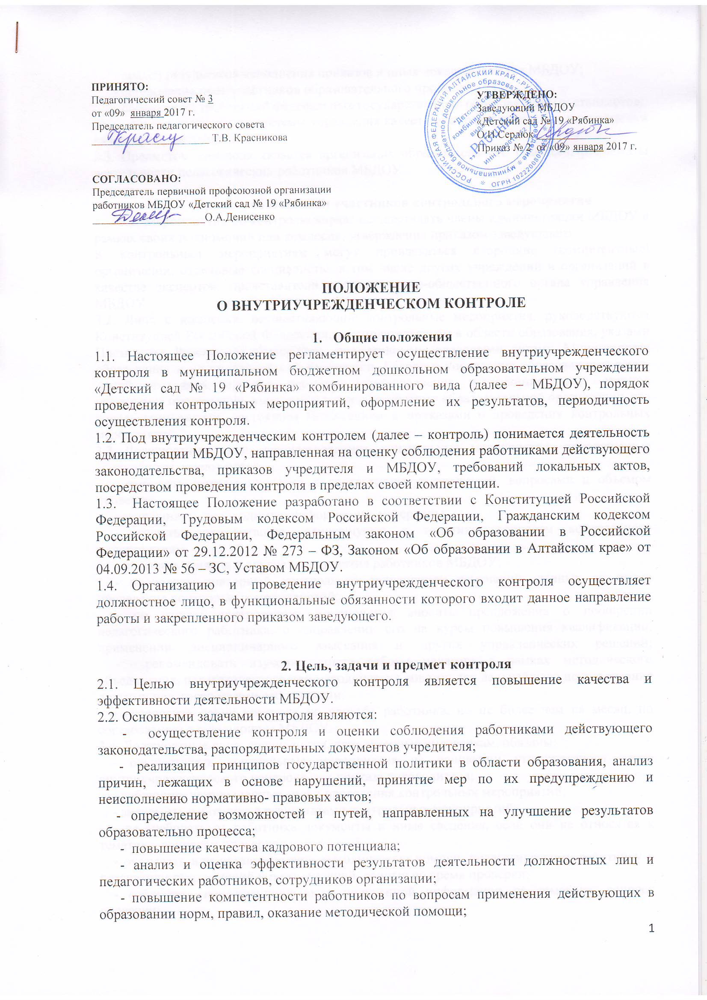 ПРИНЯТО:
Педагогический совет № 3
от «09» января 2017 г.
Председатель педагогического совета
Т.В. Красникова
УТВЕРЖДЕНО:
Заведующий МБДОУ
«Детский сад № 19 «Рябинка»
О.И.Сердюк
Приказ № 2 от «09» января 2017 г.
СОГЛАСОВАНО:
Председатель первичной профсоюзной организации
работников МБДОУ «Детский сад № 19 «Рябинка»
О.А.Денисенко
ПОЛОЖЕНИЕ
О ВНУТРИУЧРЕЖДЕНЧЕСКОМ КОНТРОЛЕ
1. Общие положения
1.1. Настоящее Положение регламентирует осуществление внутриучрежденческого
контроля в муниципальном бюджетном дошкольном образовательном учреждении
«Детский сад № 19 «Рябинка» комбинированного вида (далее – МБДОУ), порядок
проведения контрольных мероприятий, оформление их результатов, периодичность
осуществления контроля.
1.2. Под внутриучрежденческим контролем (далее – контроль) понимается деятельность
администрации МБДОУ, направленная на оценку соблюдения работниками действующего
законодательства, приказов учредителя и МБДОУ, требований локальных актов,
посредством проведения контроля в пределах своей компетенции.
1.3. Настоящее Положение разработано в соответствии с Конституцией Российской
Федерации, Трудовым кодексом Российской Федерации, Гражданским кодексом
Российской Федерации, Федеральным законом «Об образовании в Российской
Федерации» от 29.12.2012 № 273 – ФЗ, Законом «Об образовании в Алтайском крае» от
04.09.2013 № 56 – ЗС, Уставом МБДОУ.
1.4. Организацию и проведение внутриучрежденческого контроля осуществляет
должностное лицо, в функциональные обязанности которого входит данное направление
работы и закрепленного приказом заведующего.
2. Цель, задачи и предмет контроля
2.1. Целью внутриучрежденческого контроля является повышение качества и
эффективности деятельности МБДОУ.
2.2. Основными задачами контроля являются:
- осуществление контроля и оценки соблюдения работниками действующего
законодательства, распорядительных документов учредителя;
- реализация принципов государственной политики в области образования, анализ
причин, лежащих в основе нарушений, принятие мер по их предупреждению и
неисполнению нормативно- правовых актов;
- определение возможностей и путей, направленных на улучшение результатов
образовательно процесса;
- повышение качества кадрового потенциала;
- анализ и оценка эффективности результатов деятельности должностных лиц и
педагогических работников, сотрудников организации;
- повышение компетентности работников по вопросам применения действующих в
образовании норм, правил, оказание методической помощи;
1